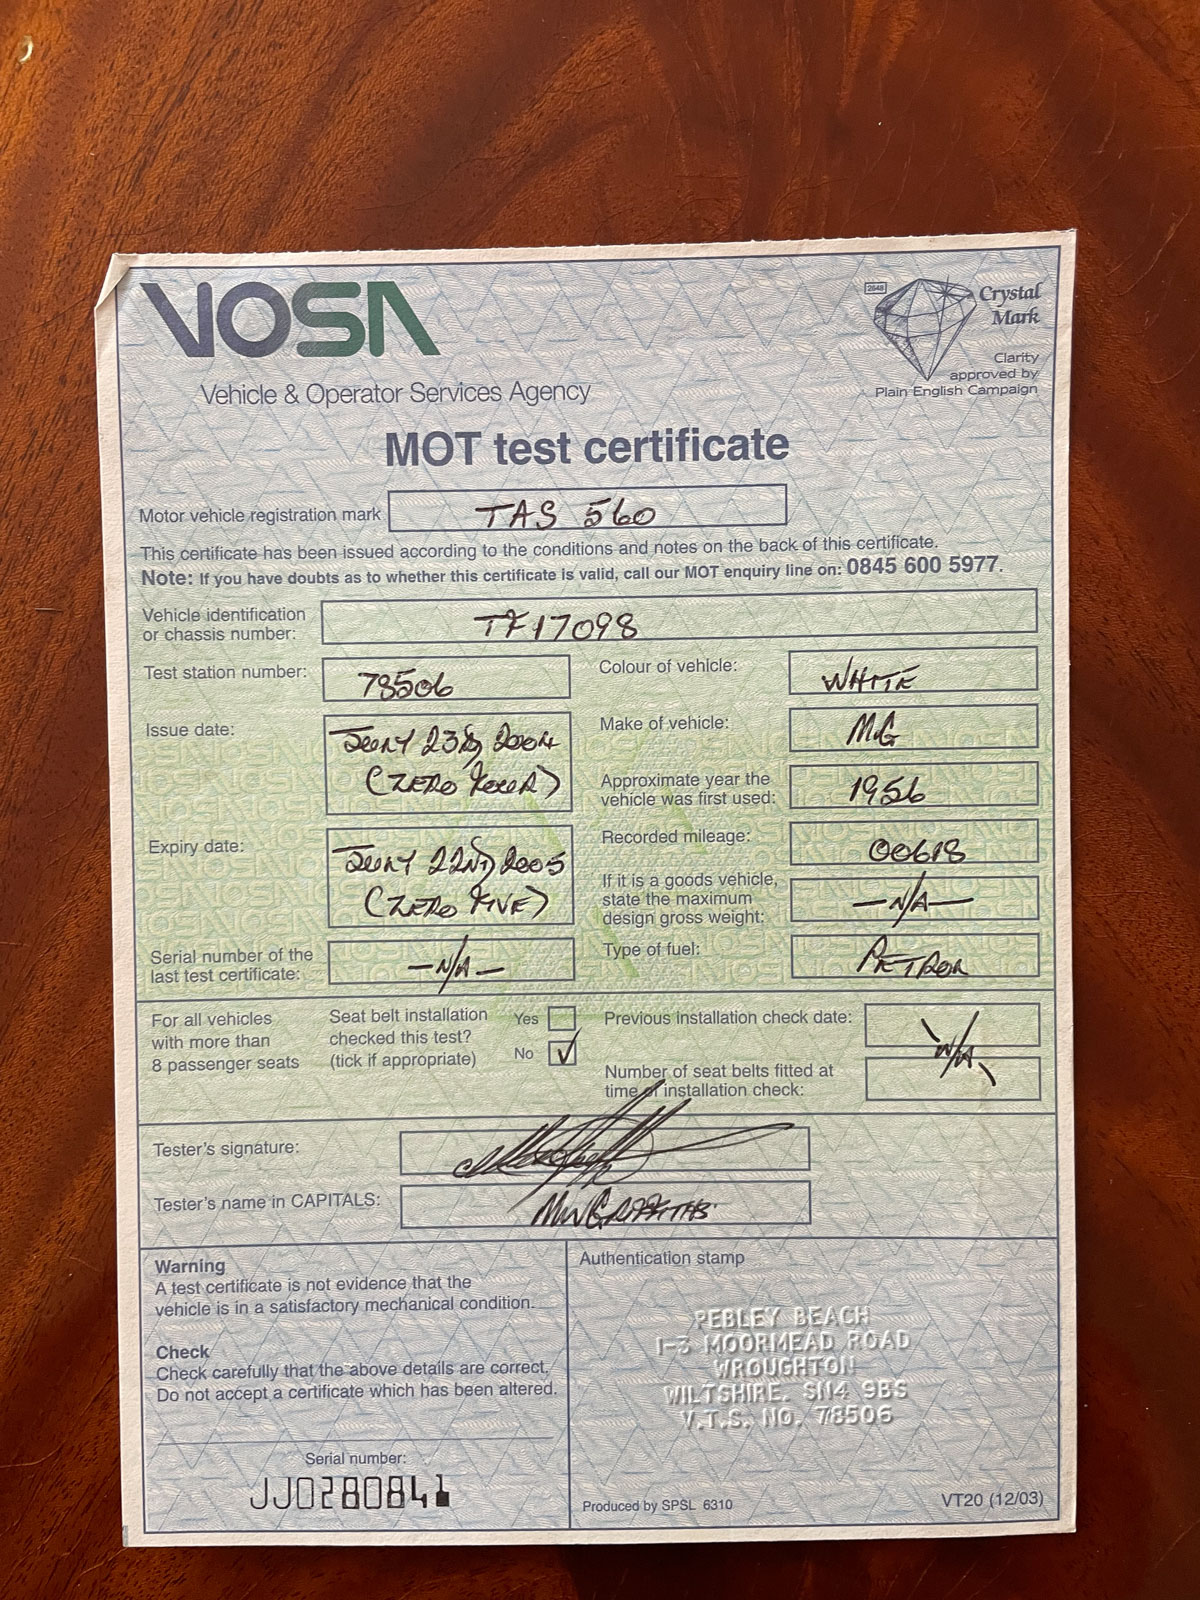 VOSA
Vehicle & Operator Services Agency
2648
Crystal
Mark
Clarity
approved by
Plain English Campaign
MOT test certificate
Motor vehicle registration mark TAS 560
This certificate has been issued according to the conditions and notes on the back of this certificate.
Note: If you have doubts as to whether this certificate is valid, call our MOT enquiry line on: 0845 600 5977.
Vehicle identification
or chassis number: TF17098
Test station number: 78506
Colour of vehicle: WHITE
Issue date: 2004
(ZERO FOUR)
Make of vehicle: MG
Approximate year the
vehicle was first used: 1956
Expiry date: 22ND 2005
(ZERO FIVE)
Recorded mileage: 00618
If it is a goods vehicle,
state the maximum
design gross weight: —N/A—
Serial number of the
last test certificate: —N/A—
Type of fuel: PETROL
For all vehicles
with more than
8 passenger seats
Seat belt installation
checked this test?
(tick if appropriate)
Yes
No ✓
Previous installation check date:
N/A
Number of seat belts fitted at
time of installation check:
Tester's signature:
Tester's name in CAPITALS: MW GRIFFITHS
Warning
A test certificate is not evidence that the
vehicle is in a satisfactory mechanical condition.
Check
Check carefully that the above details are correct.
Do not accept a certificate which has been altered.
Serial number:
JJ0280841
Authentication stamp
PEBLEY BEACH
1-3 MOORMEAD ROAD
WROUGHTON
WILTSHIRE. SN4 9BS
V.T.S. NO. 78506
Produced by SPSL 6310
VT20 (12/03)